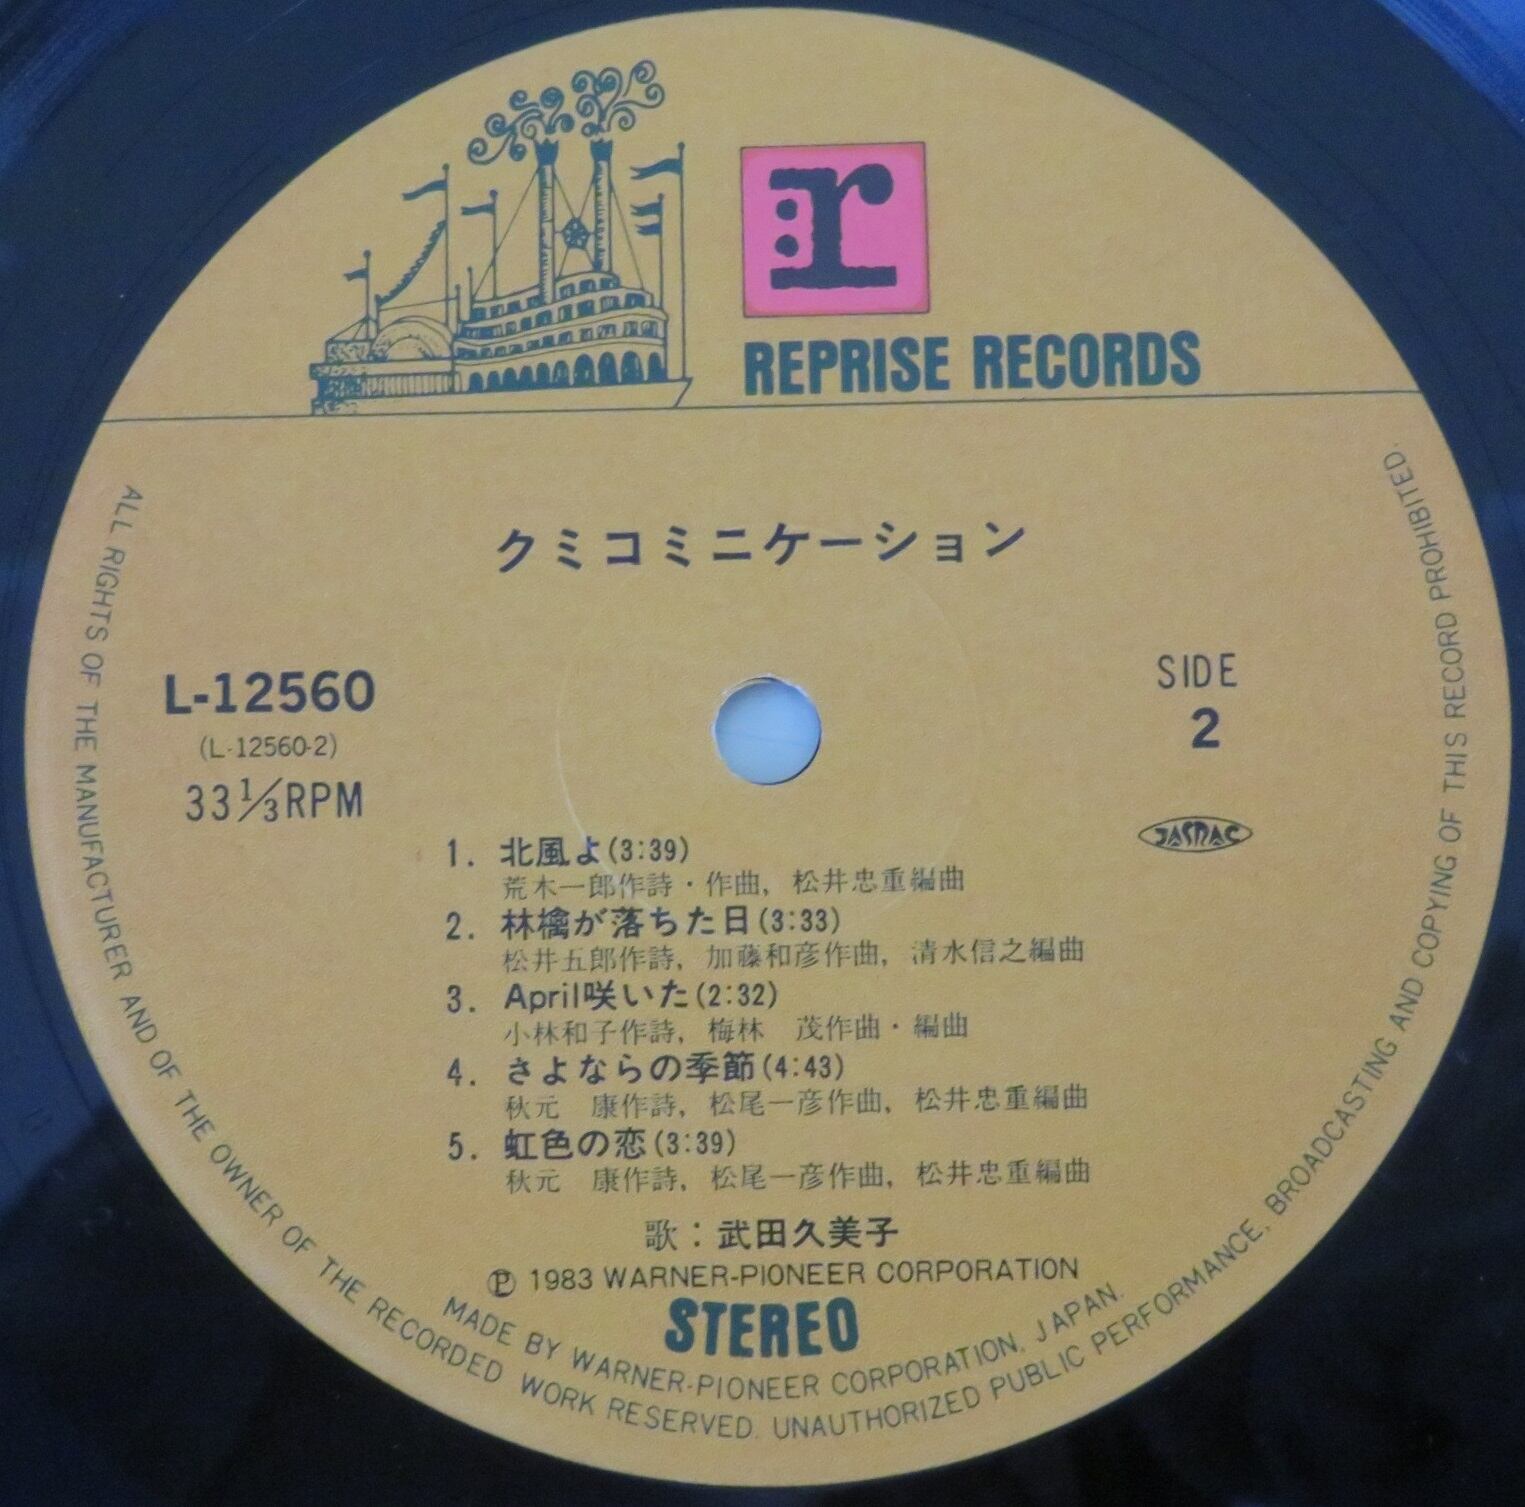 r
REPRISE RECORDS
クミコミニケーション
L-12560
(L-12560-2)
33 1/3 RPM
SIDE
2
JASRAC
1. 北風よ(3:39)
荒木一郎作詩・作曲, 松井忠重編曲
2. 林檎が落ちた日(3:33)
松井五郎作詩, 加藤和彦作曲, 清水信之編曲
3. April咲いた(2:32)
小林和子作詩, 梅林 茂作曲・編曲
4. さよならの季節(4:43)
秋元 康作詩, 松尾一彦作曲, 松井忠重編曲
5. 虹色の恋(3:39)
秋元 康作詩, 松尾一彦作曲, 松井忠重編曲
歌：武田久美子
Ⓟ 1983 WARNER-PIONEER CORPORATION
STEREO
MADE BY WARNER-PIONEER CORPORATION, JAPAN.
ALL RIGHTS OF THE MANUFACTURER AND OF THE OWNER OF THE RECORDED WORK RESERVED. UNAUTHORIZED PUBLIC PERFORMANCE, BROADCASTING AND COPYING OF THIS RECORD PROHIBITED.